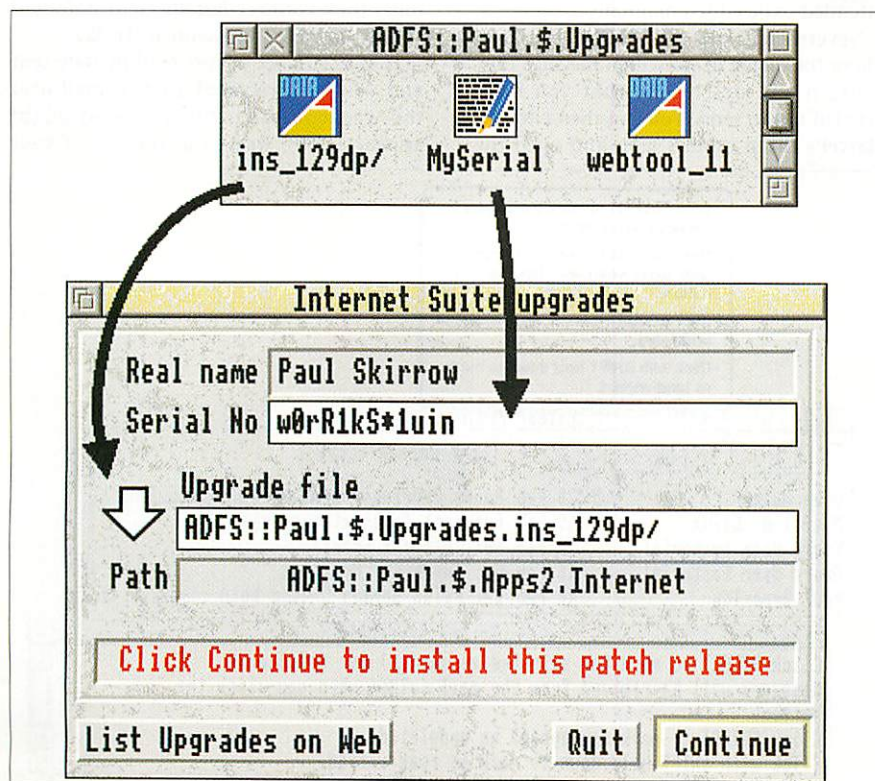 ADFS::Paul.$.Upgrades
DATA DATA
ins_129dp/ MySerial webtool_11
Internet Suite upgrades
Real name Paul Skirrow
Serial No w0rR1kS*1uin
Upgrade file
ADFS::Paul.$.Upgrades.ins_129dp/
Path ADFS::Paul.$.Apps2.Internet
Click Continue to install this patch release
List Upgrades on Web Quit Continue